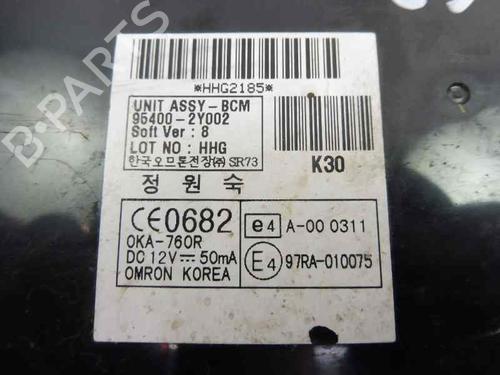 *HHG2185*
UNIT ASSY-BCM
95400-2Y002
Soft Ver : 8
LOT NO : HHG
한국오므론전장㈜ SR73
K30
정 원 숙
CE0682
OKA-760R
DC 12V⎓ 50mA
OMRON KOREA
e4 A-00 0311
E4 97RA-010075